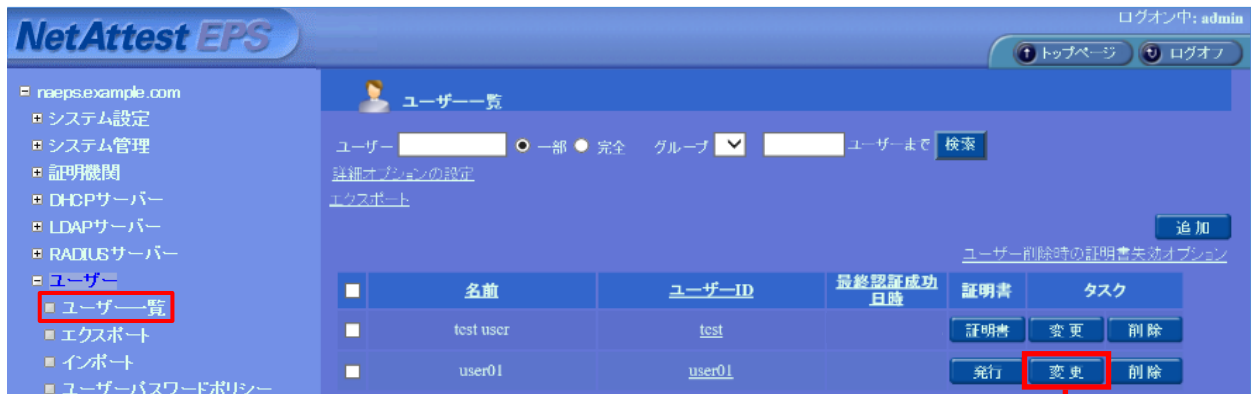 ログオン中: admin
NetAttest EPS
トップページ ログオフ
naeps.example.com
システム設定
システム管理
証明機関
DHCPサーバー
LDAPサーバー
RADIUSサーバー
ユーザー
ユーザー一覧
エクスポート
インポート
ユーザーパスワードポリシー
ユーザー一覧
ユーザー 一部 完全 グループ ユーザーまで 検索
詳細オプションの設定
エクスポート
追加
ユーザー削除時の証明書失効オプション
名前 ユーザーID 最終認証成功日時 証明書 タスク
test user test 証明書 変更 削除
user01 user01 発行 変更 削除